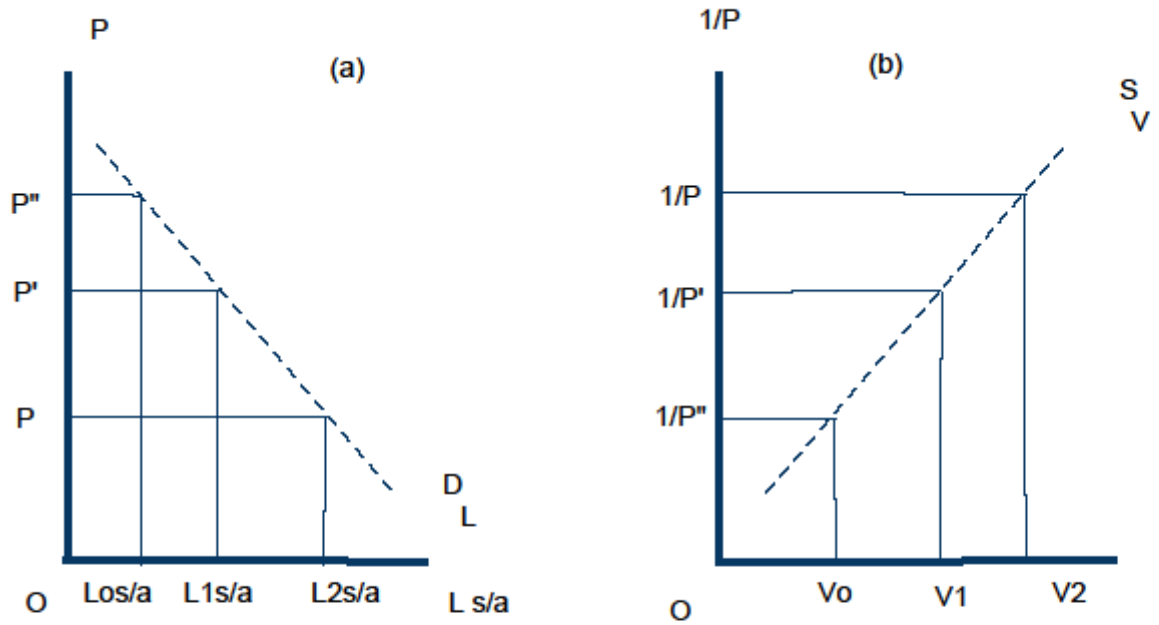 P
(a)
P"
P'
P
D
L
O
Los/a
L1s/a
L2s/a
L s/a
1/P
(b)
S
V
1/P
1/P'
1/P"
O
Vo
V1
V2